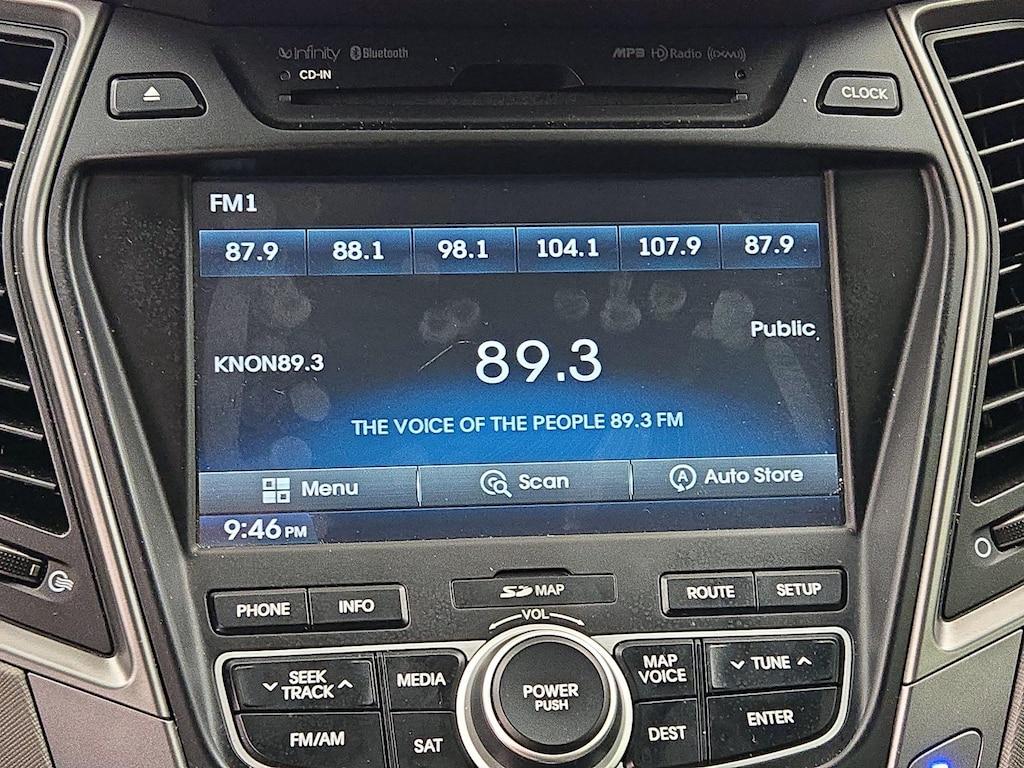 infinity Bluetooth MP3 HD Radio ((XM))
CD-IN
CLOCK
FM1
87.9 88.1 98.1 104.1 107.9 87.9
Public
KNON89.3 89.3
THE VOICE OF THE PEOPLE 89.3 FM
Menu Scan A Auto Store
9:46 PM
SD MAP
PHONE INFO ROUTE SETUP
VOL
SEEK
TRACK
MEDIA
POWER
PUSH
MAP
VOICE
TUNE
FM/AM SAT DEST ENTER